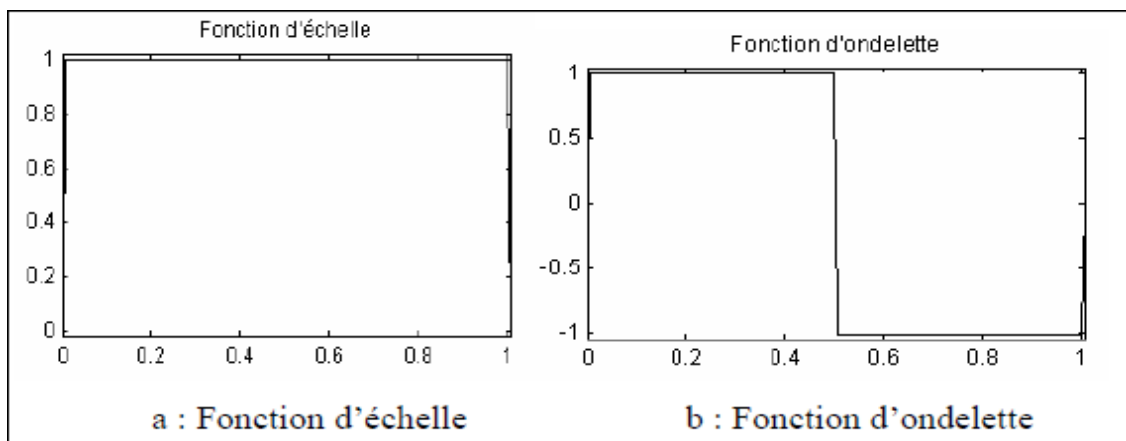 Fonction d'échelle
1
0.8
0.6
0.4
0.2
0
0 0.2 0.4 0.6 0.8 1
Fonction d'ondelette
1
0.5
0
-0.5
-1
0 0.2 0.4 0.6 0.8 1
a : Fonction d’échelle
b : Fonction d’ondelette